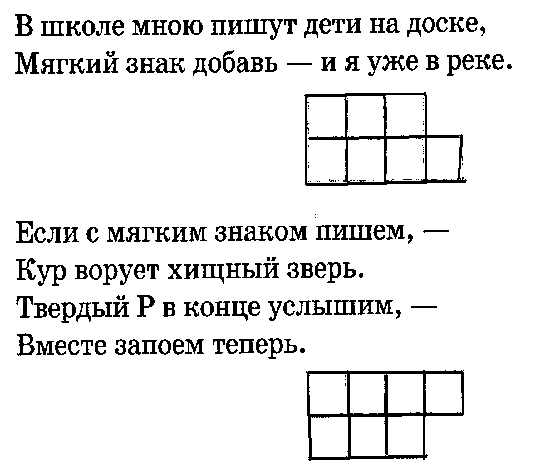 В школе мною пишут дети на доске,
Мягкий знак добавь — и я уже в реке.
Если с мягким знаком пишем, —
Кур ворует хищный зверь.
Твердый Р в конце услышим, —
Вместе запоем теперь.